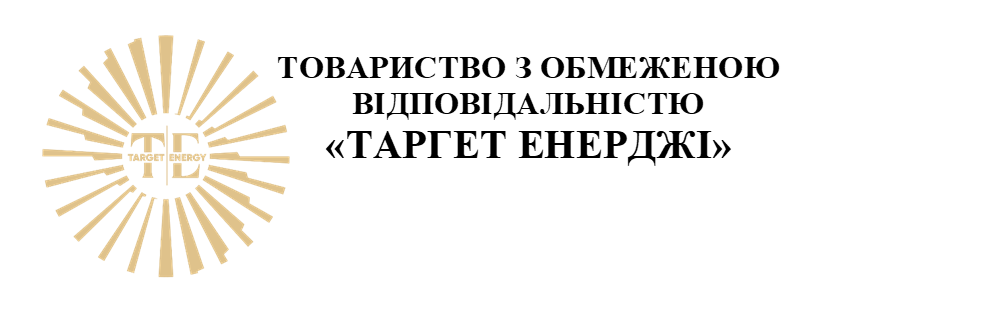 ТОВАРИСТВО З ОБМЕЖЕНОЮ
ВІДПОВІДАЛЬНІСТЮ
«ТАРГЕТ ЕНЕРДЖІ»
T E
TARGET ENERGY